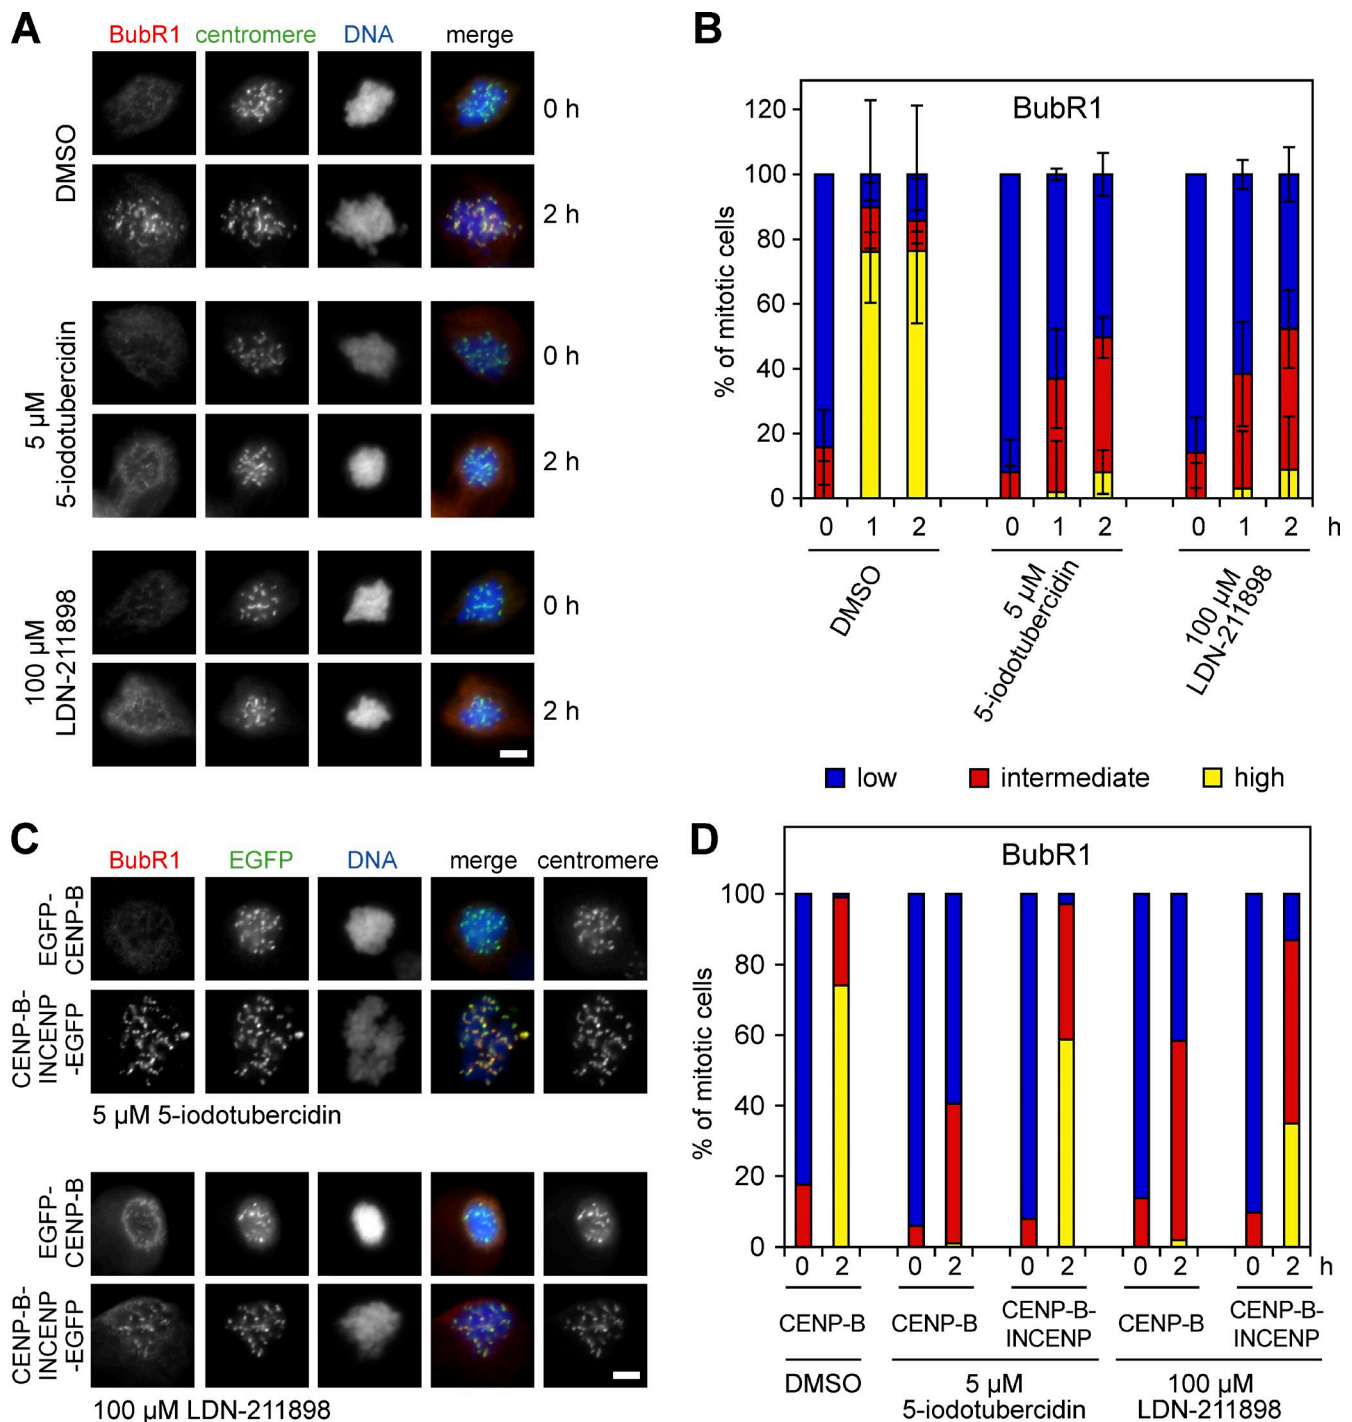 A
BubR1 centromere DNA merge
DMSO
0 h
2 h
5 µM
5-iodotubercidin
0 h
2 h
100 µM
LDN-211898
0 h
2 h
B
BubR1
% of mitotic cells
120
100
80
60
40
20
0
0 1 2 0 1 2 0 1 2 h
DMSO
5 µM
5-iodotubercidin
100 µM
LDN-211898
low intermediate high
C
BubR1 EGFP DNA merge centromere
EGFP-
CENP-B
CENP-B-
INCENP
-EGFP
5 µM 5-iodotubercidin
EGFP-
CENP-B
CENP-B-
INCENP
-EGFP
100 µM LDN-211898
D
BubR1
% of mitotic cells
100
80
60
40
20
0
0 2 0 2 0 2 0 2 0 2 h
CENP-B CENP-B CENP-B-
INCENP CENP-B CENP-B-
INCENP
DMSO 5 µM
5-iodotubercidin 100 µM
LDN-211898